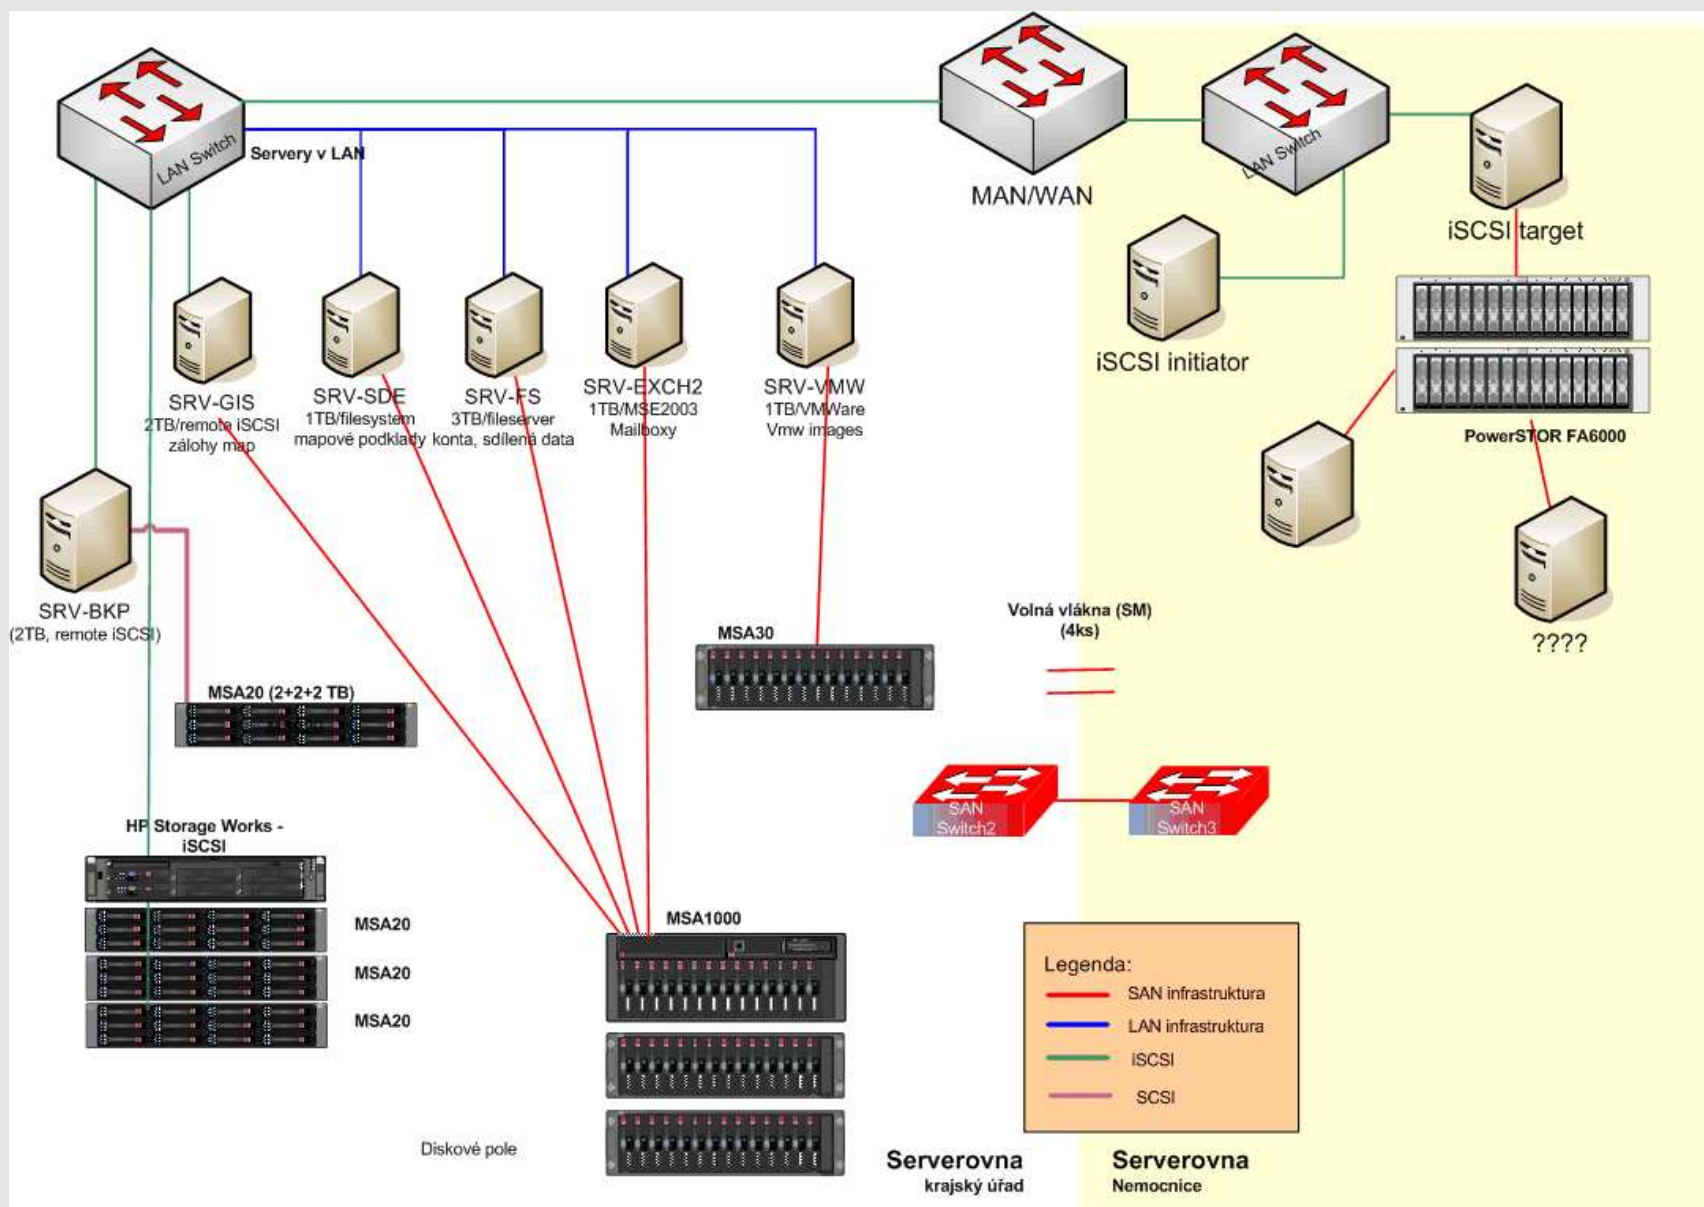 LAN Switch
Servery v LAN
MAN/WAN
LAN Switch
iSCSI target
iSCSI initiator
SRV-GIS
2TB/remote iSCSI
zálohy map
SRV-SDE
1TB/filesystem
mapové podklady
SRV-FS
3TB/fileserver
konta, sdílená data
SRV-EXCH2
1TB/MSE2003
Mailboxy
SRV-VMW
1TB/VMWare
Vmw images
PowerSTOR FA6000
SRV-BKP
(2TB, remote iSCSI)
Volná vlákna (SM)
(4ks)
????
MSA30
MSA20 (2+2+2 TB)
SAN
Switch2
SAN
Switch3
HP Storage Works -
iSCSI
MSA20
MSA20
MSA20
MSA1000
Legenda:
SAN infrastruktura
LAN infrastruktura
iSCSI
SCSI
Diskové pole
Serverovna
krajský úřad
Serverovna
Nemocnice